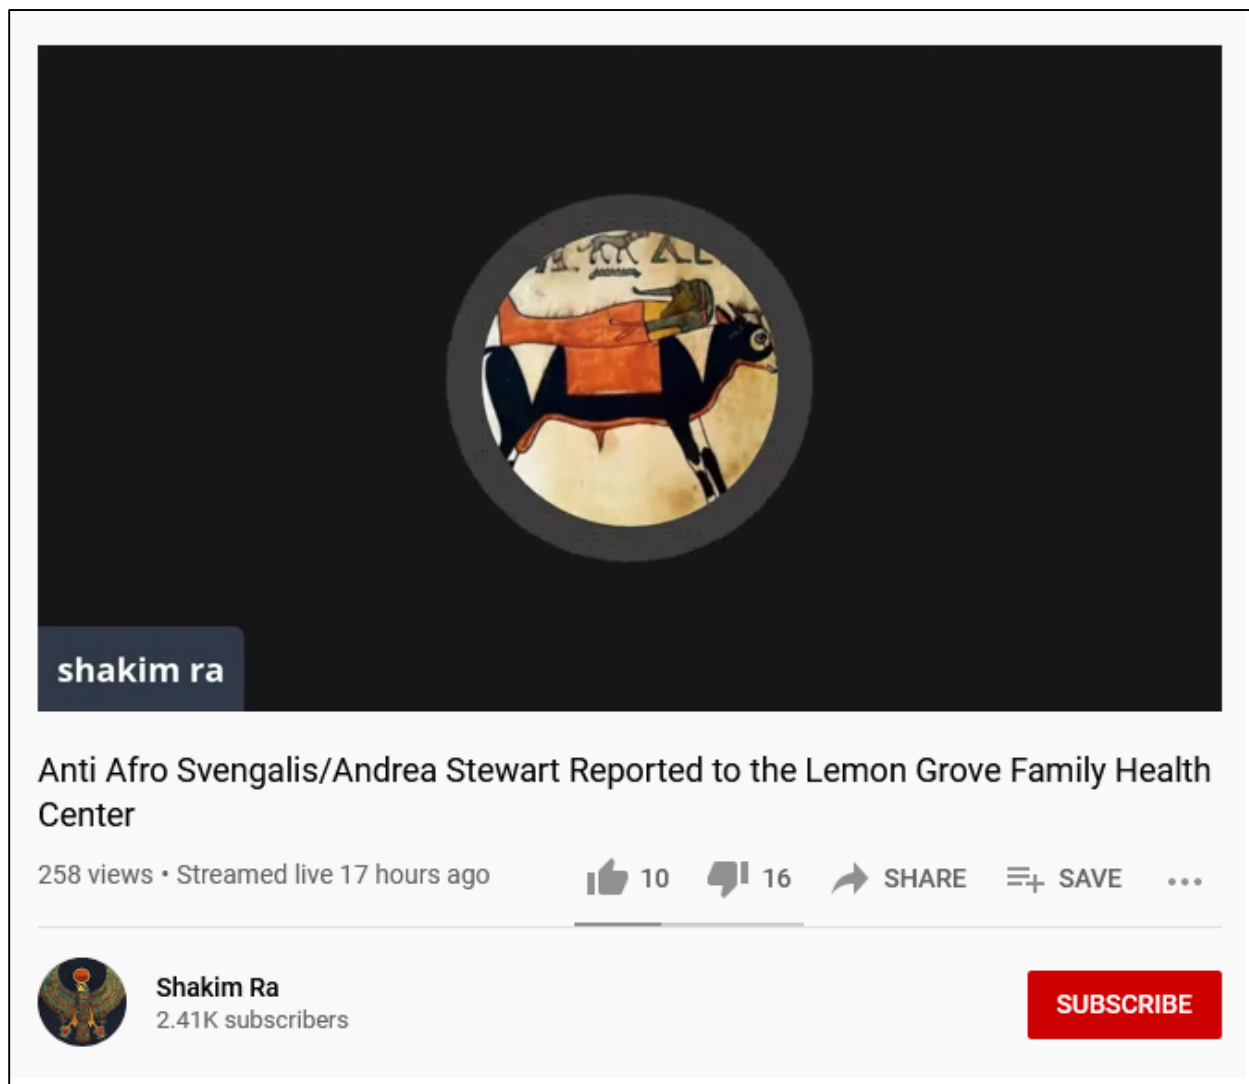 shakim ra
Anti Afro Svengalis/Andrea Stewart Reported to the Lemon Grove Family Health
Center
258 views • Streamed live 17 hours ago 10 16 SHARE SAVE
Shakim Ra
2.41K subscribers
SUBSCRIBE